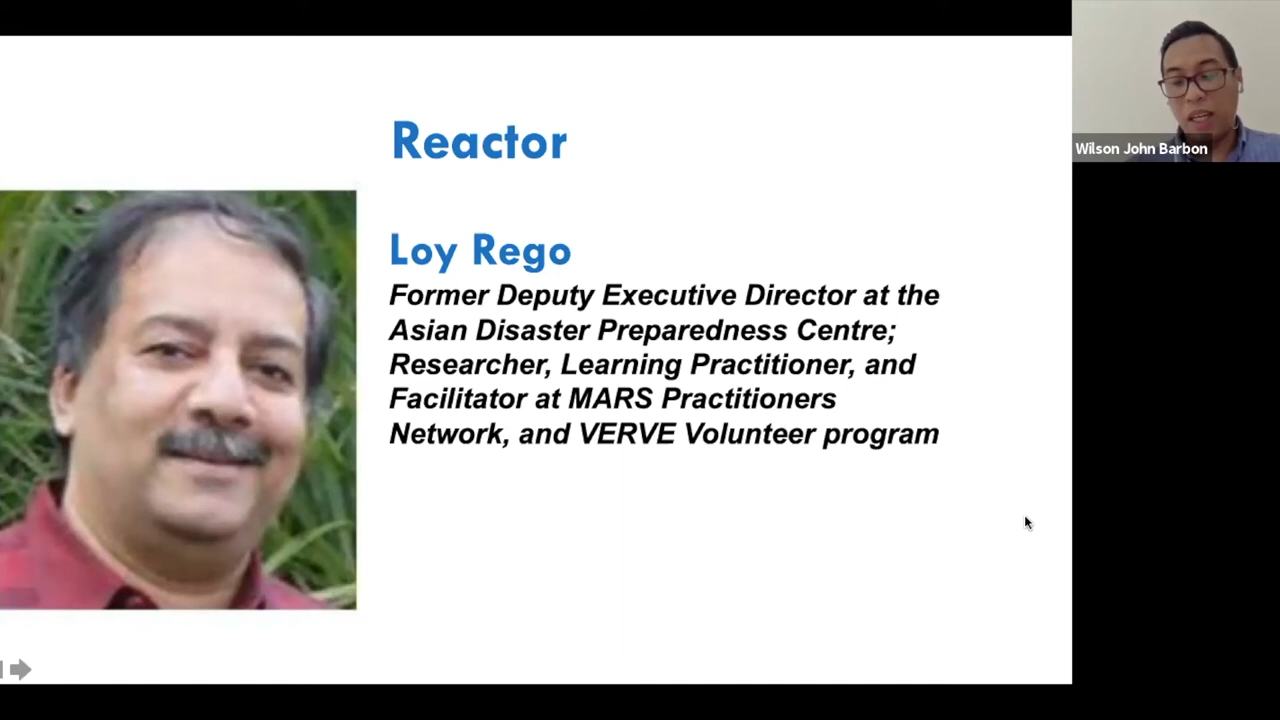 Reactor
Loy Rego
Former Deputy Executive Director at the
Asian Disaster Preparedness Centre;
Researcher, Learning Practitioner, and
Facilitator at MARS Practitioners
Network, and VERVE Volunteer program
Wilson John Barbon